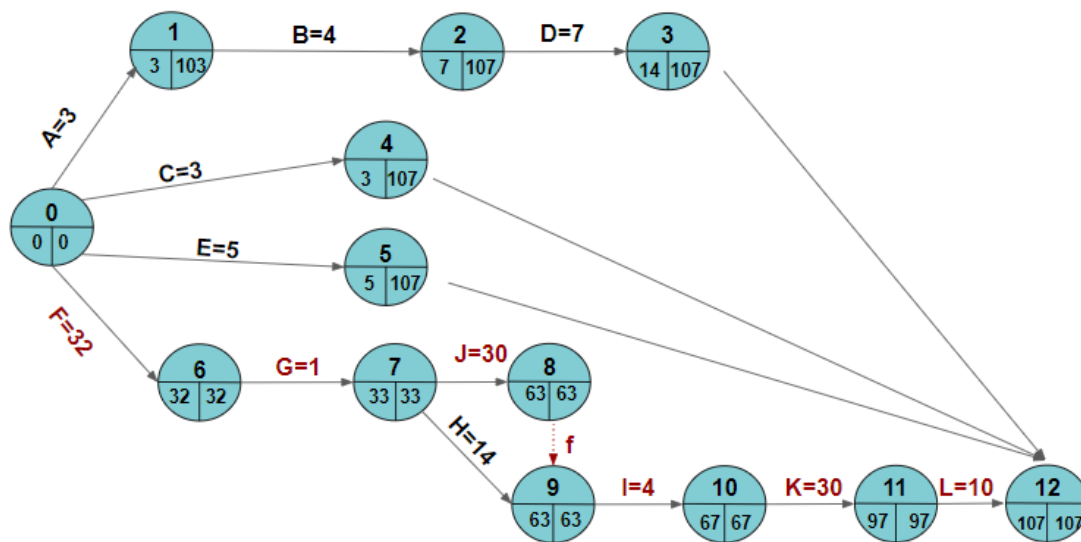 1
3 103
B=4
2
7 107
D=7
3
14 107
A=3
4
3 107
C=3
0
0 0
E=5
5
5 107
F=32
6
32 32
G=1
7
33 33
J=30
8
63 63
H=14
f
9
63 63
I=4
10
67 67
K=30
11
97 97
L=10
12
107 107